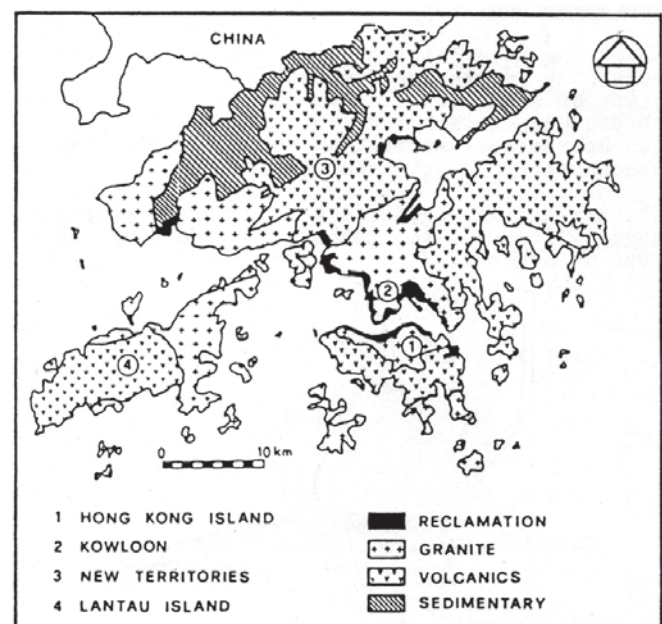 CHINA
3
2
1
4
0 10 km
1 HONG KONG ISLAND
2 KOWLOON
3 NEW TERRITORIES
4 LANTAU ISLAND
RECLAMATION
GRANITE
VOLCANICS
SEDIMENTARY